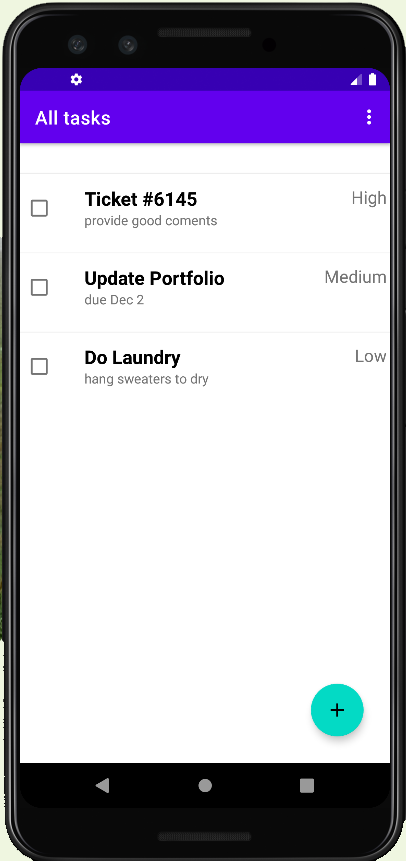 All tasks
Ticket #6145
High
provide good coments
Update Portfolio
Medium
due Dec 2
Do Laundry
Low
hang sweaters to dry
+